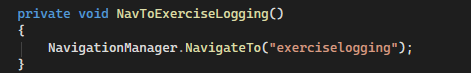 private void NavToExerciseLogging()
{
    NavigationManager.NavigateTo("exerciselogging");
}